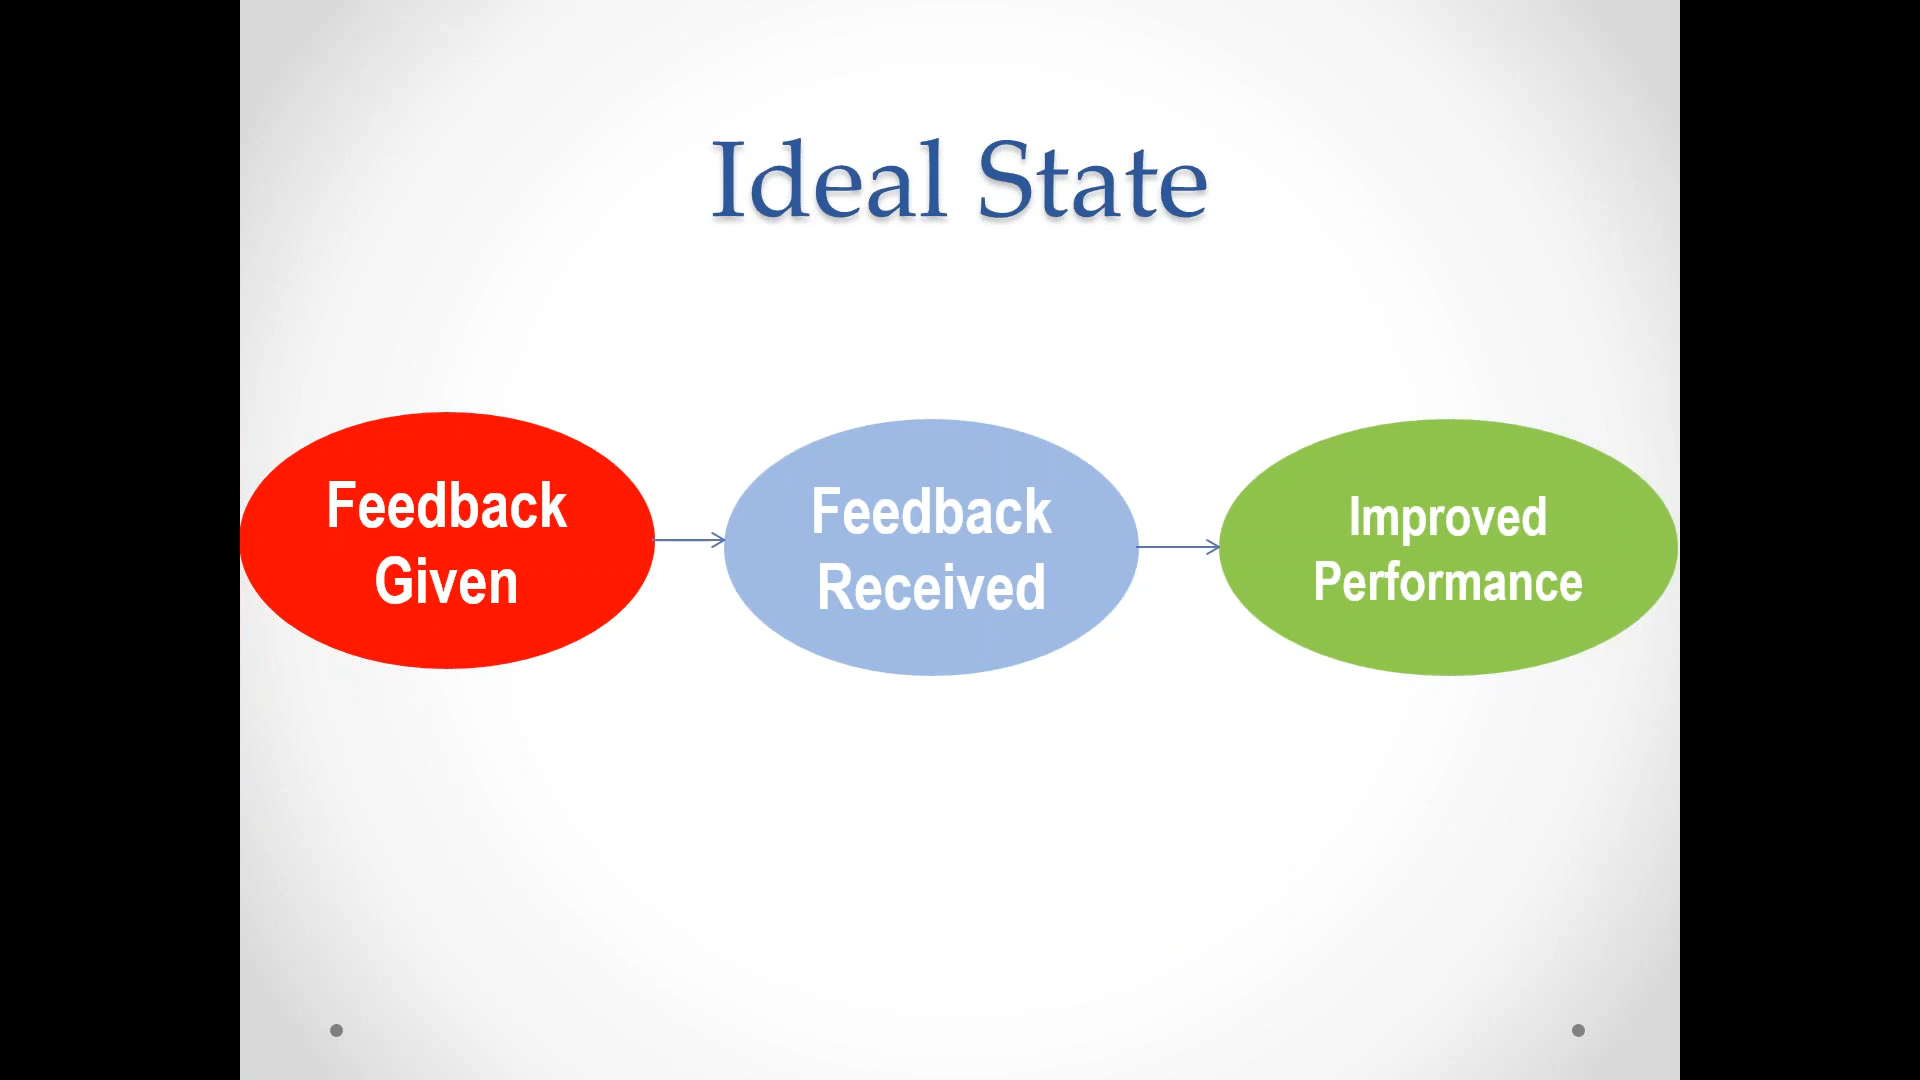 Ideal State
Feedback
Given
Feedback
Received
Improved
Performance